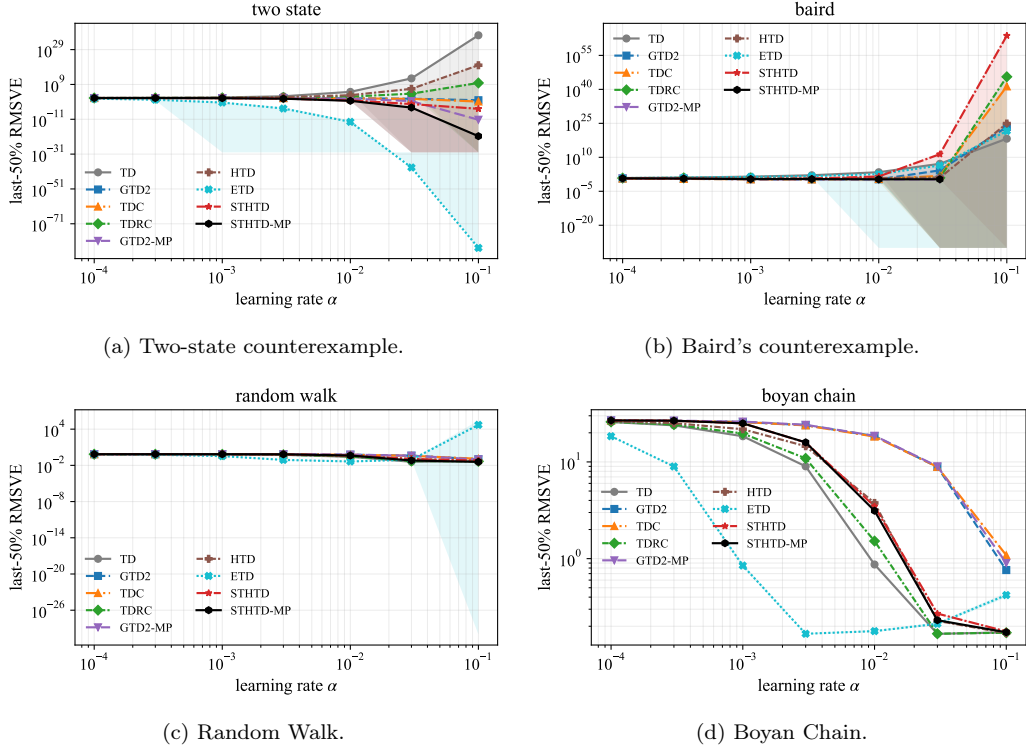 two state
last-50% RMSVE
10^29
10^9
10^−11
10^−31
10^−51
10^−71
TD
GTD2
TDC
TDRC
GTD2-MP
HTD
ETD
STHTD
STHTD-MP
10^−4
10^−3
10^−2
10^−1
learning rate α
(a) Two-state counterexample.
baird
last-50% RMSVE
10^55
10^40
10^25
10^10
10^−5
10^−20
TD
GTD2
TDC
TDRC
GTD2-MP
HTD
ETD
STHTD
STHTD-MP
10^−4
10^−3
10^−2
10^−1
learning rate α
(b) Baird's counterexample.
random walk
last-50% RMSVE
10^4
10^−2
10^−8
10^−14
10^−20
10^−26
TD
GTD2
TDC
TDRC
GTD2-MP
HTD
ETD
STHTD
STHTD-MP
10^−4
10^−3
10^−2
10^−1
learning rate α
(c) Random Walk.
boyan chain
last-50% RMSVE
10^1
10^0
TD
GTD2
TDC
TDRC
GTD2-MP
HTD
ETD
STHTD
STHTD-MP
10^−4
10^−3
10^−2
10^−1
learning rate α
(d) Boyan Chain.